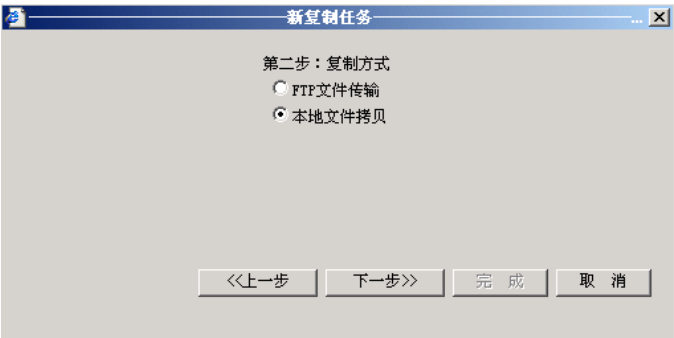 新复制任务
...
第二步：复制方式
FTP文件传输
本地文件拷贝
<<上一步 下一步>> 完 成 取 消